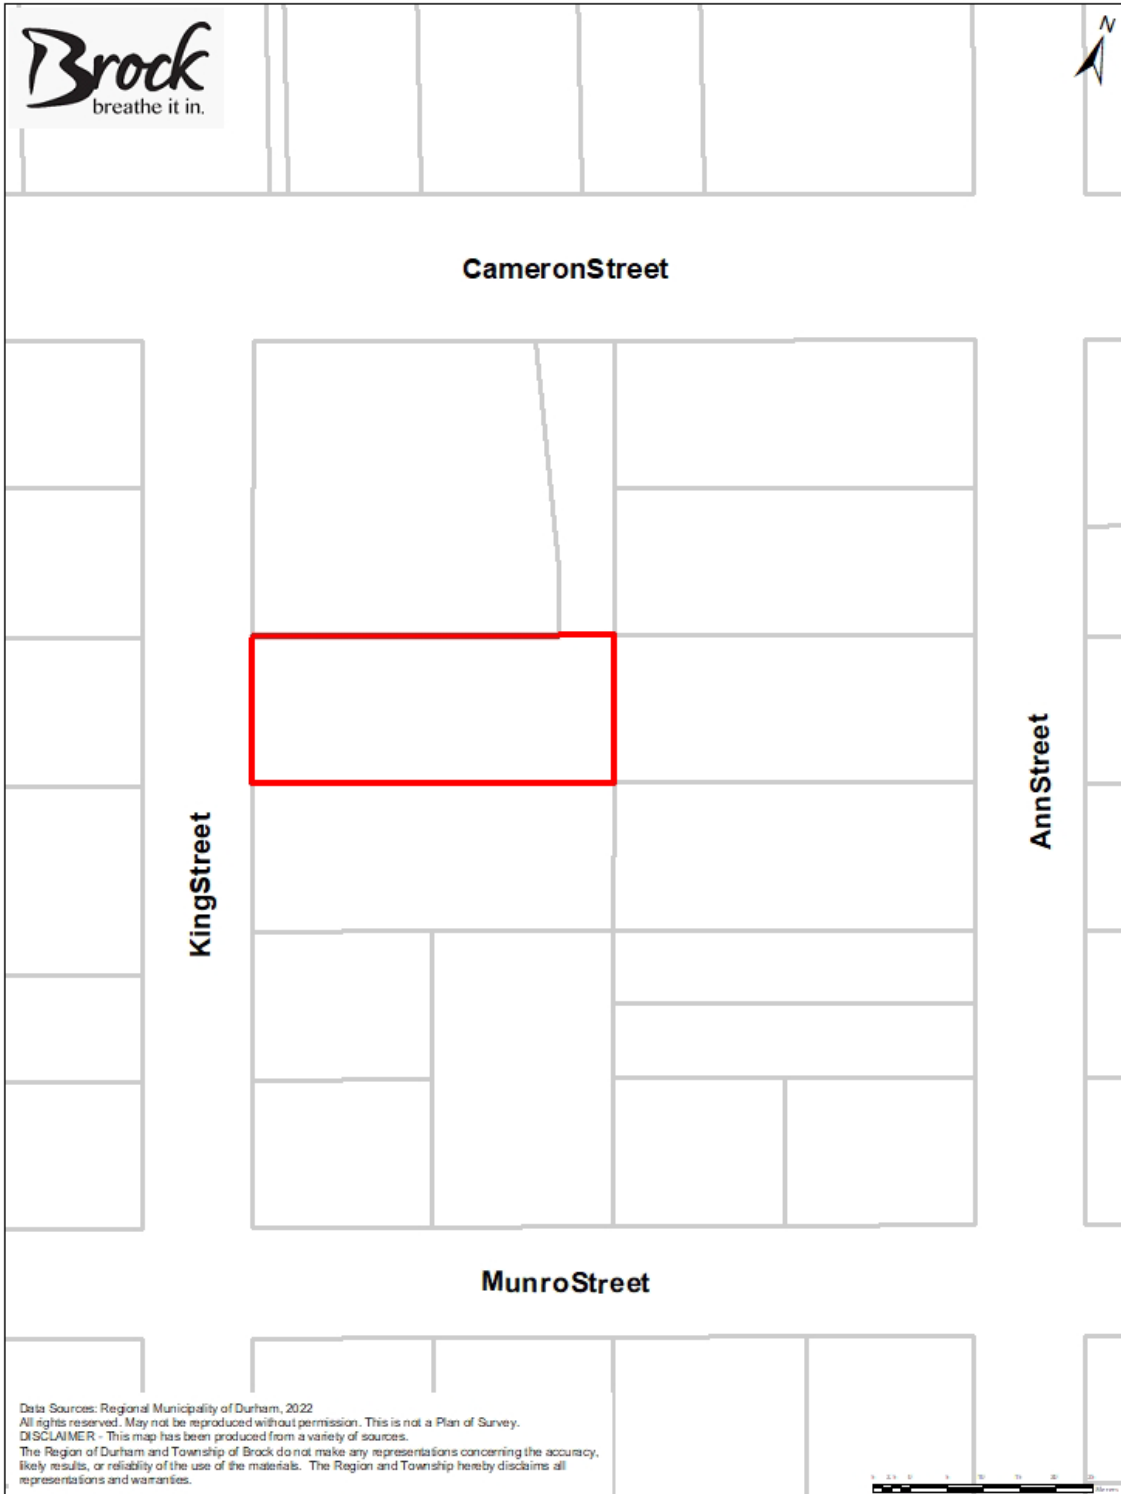 Brock
breathe it in.
N
CameronStreet
KingStreet
AnnStreet
MunroStreet
Data Sources: Regional Municipality of Durham, 2022
All rights reserved. May not be reproduced without permission. This is not a Plan of Survey.
DISCLAIMER - This map has been produced from a variety of sources.
The Region of Durham and Township of Brock do not make any representations concerning the accuracy,
likely results, or reliablity of the use of the materials. The Region and Township hereby disclaims all
representations and warranties.